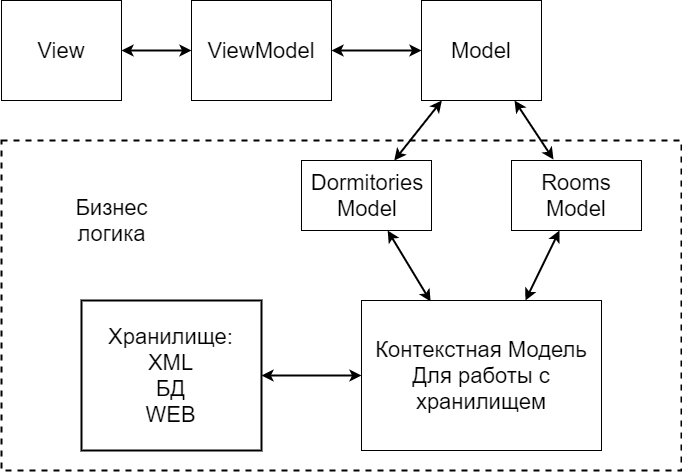 View
ViewModel
Model
Dormitories
Model
Rooms
Model
Бизнес
логика
Хранилище:
XML
БД
WEB
Контекстная Модель
Для работы с
хранилищем